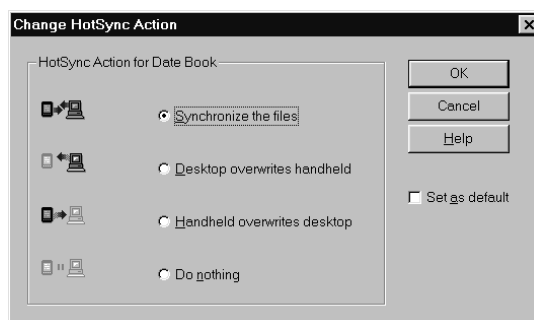 Change HotSync Action
HotSync Action for Date Book
Synchronize the files
Desktop overwrites handheld
Handheld overwrites desktop
Do nothing
OK
Cancel
Help
Set as default